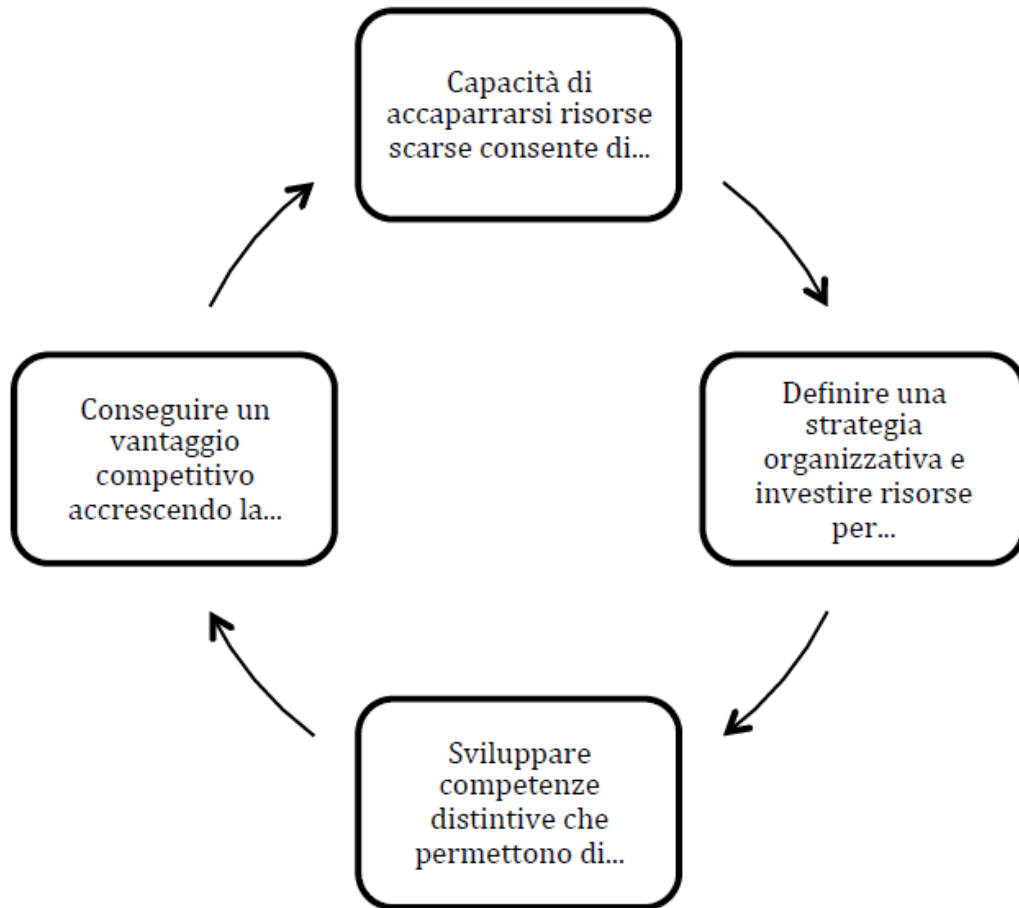 Capacità di
accaparrarsi risorse
scarse consente di...
Definire una
strategia
organizzativa e
investire risorse
per...
Sviluppare
competenze
distintive che
permettono di...
Conseguire un
vantaggio
competitivo
accrescendo la...